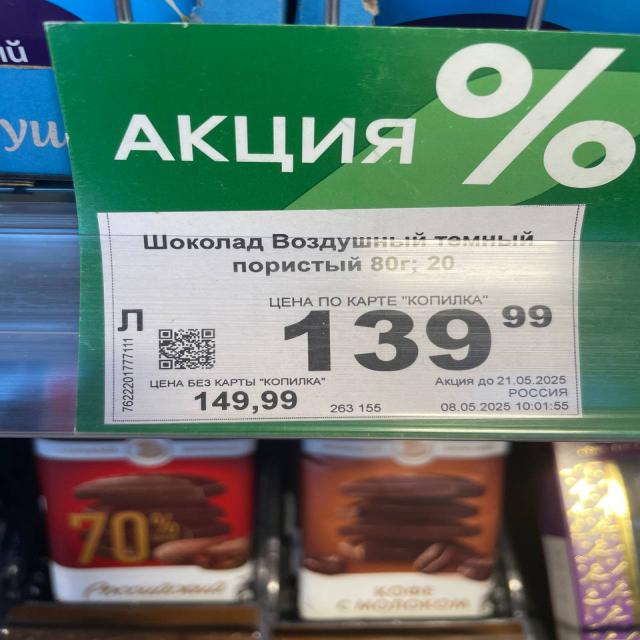 ый
уш
АКЦИЯ %
Шоколад Воздушный темный
пористый 80г; 20
ЦЕНА ПО КАРТЕ "КОПИЛКА"
Л
139 99
7622201777111
ЦЕНА БЕЗ КАРТЫ "КОПИЛКА"
149,99
263 155
Акция до 21.05.2025
РОССИЯ
08.05.2025 10:01:55
70%
Российский
КОФЕ
С МОЛОКОМ